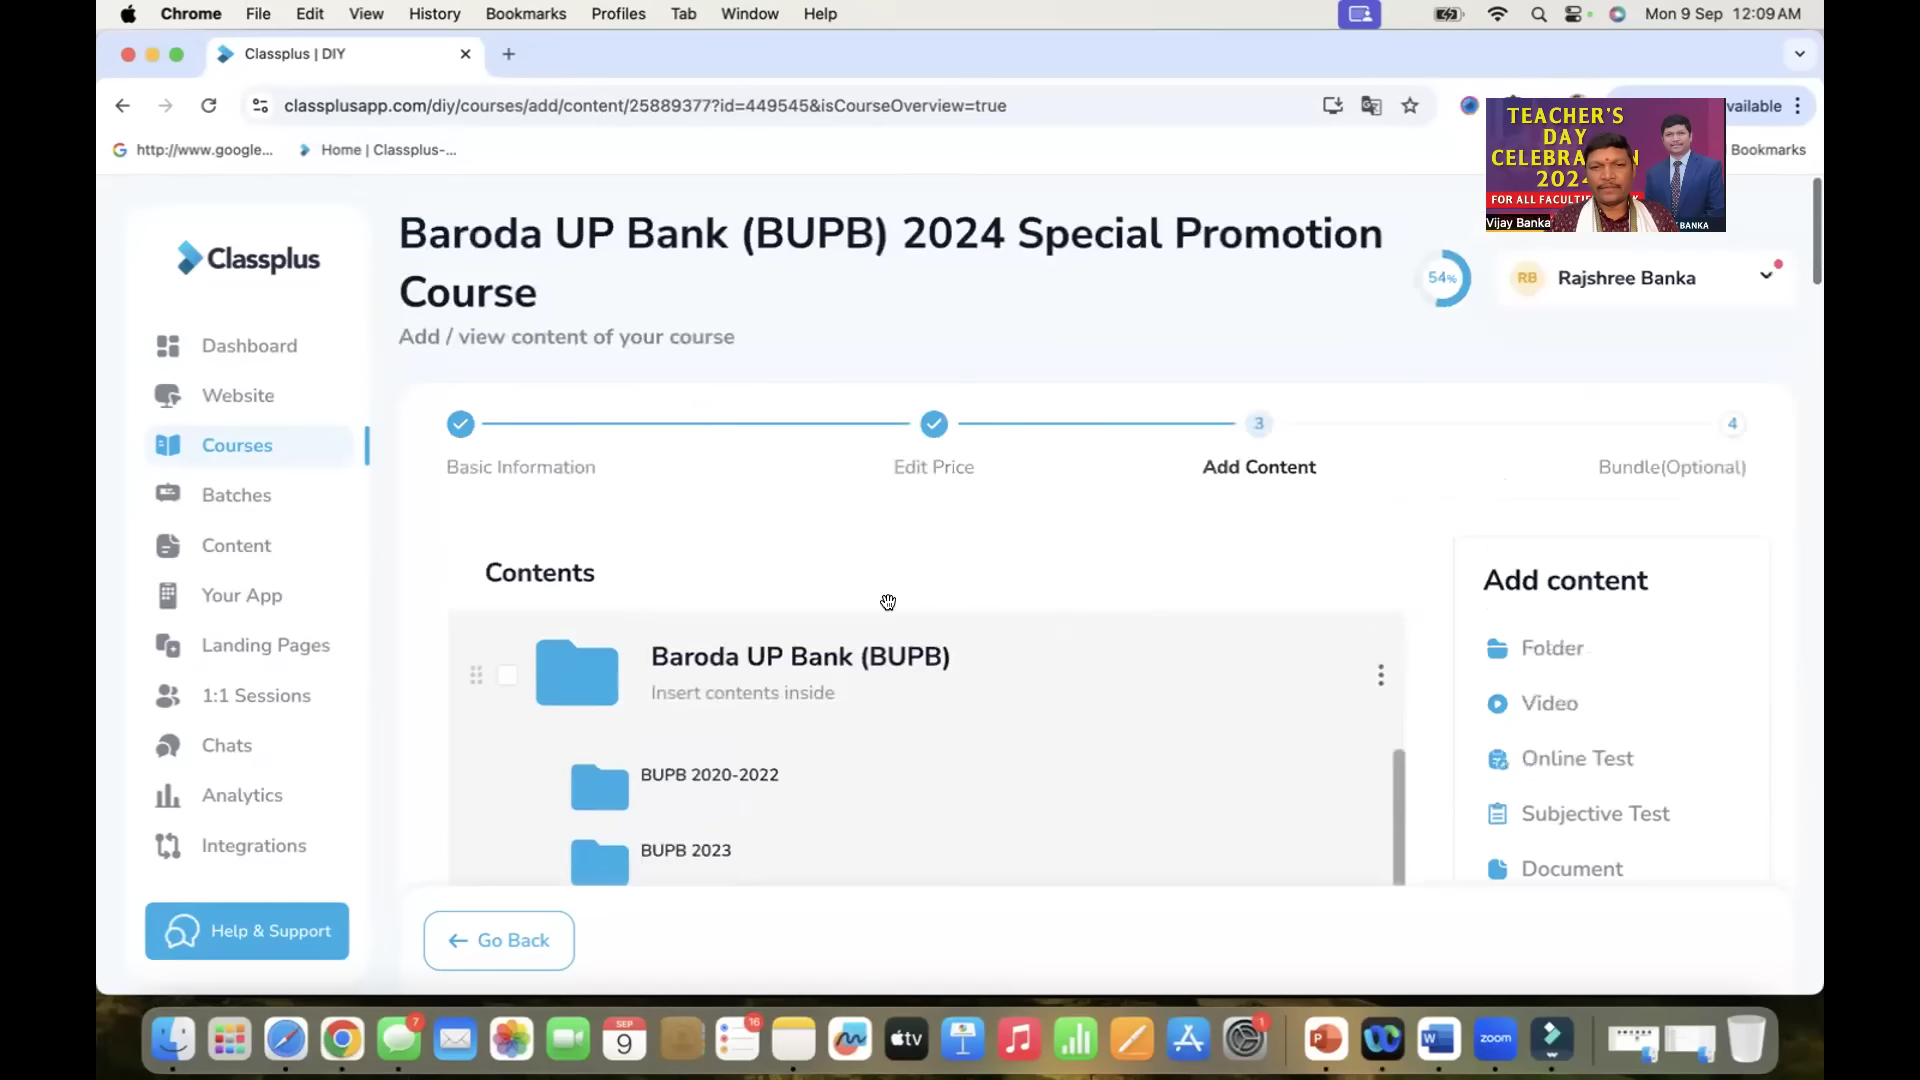 Chrome File Edit View History Bookmarks Profiles Tab Window Help
Mon 9 Sep 12:09 AM
Classplus | DIY
classplusapp.com/diy/courses/add/content/25889377?id=449545&isCourseOverview=true
vailable
http://www.google...
Home | Classplus-...
Bookmarks
TEACHER'S
DAY
2024
Vijay Banka
BANKA
Classplus
Dashboard
Website
Courses
Batches
Content
Your App
Landing Pages
1:1 Sessions
Chats
Analytics
Integrations
Help & Support
Baroda UP Bank (BUPB) 2024 Special Promotion
Course
Add / view content of your course
54%
RB
Rajshree Banka
3
4
Basic Information
Edit Price
Add Content
Bundle(Optional)
Contents
Baroda UP Bank (BUPB)
Insert contents inside
BUPB 2020-2022
BUPB 2023
Add content
Folder
Video
Online Test
Subjective Test
Document
Go Back
7
SEP
9
16
tv
1
zoom